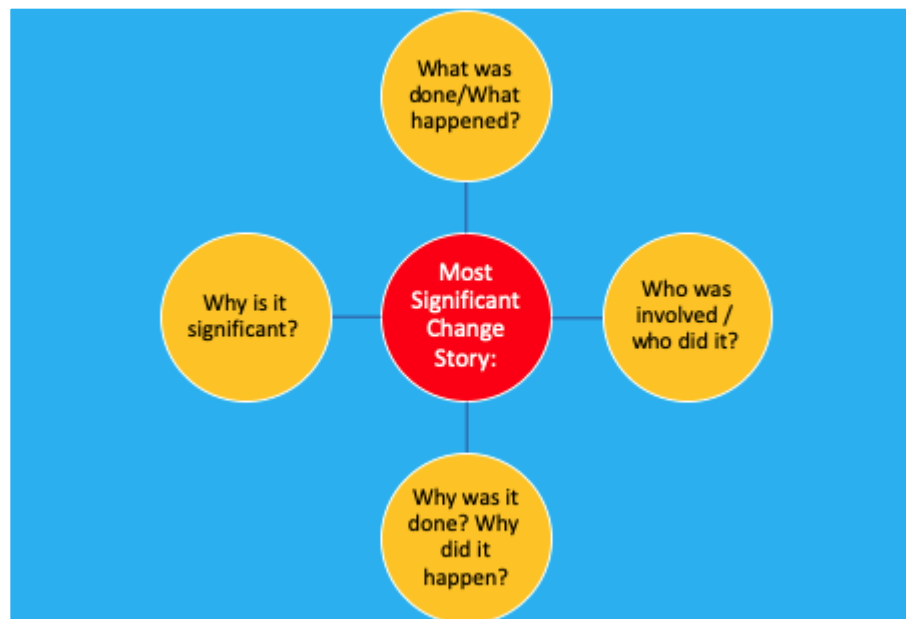 What was
done/What
happened?
Why is it
significant?
Most
Significant
Change
Story:
Who was
involved /
who did it?
Why was it
done? Why
did it
happen?